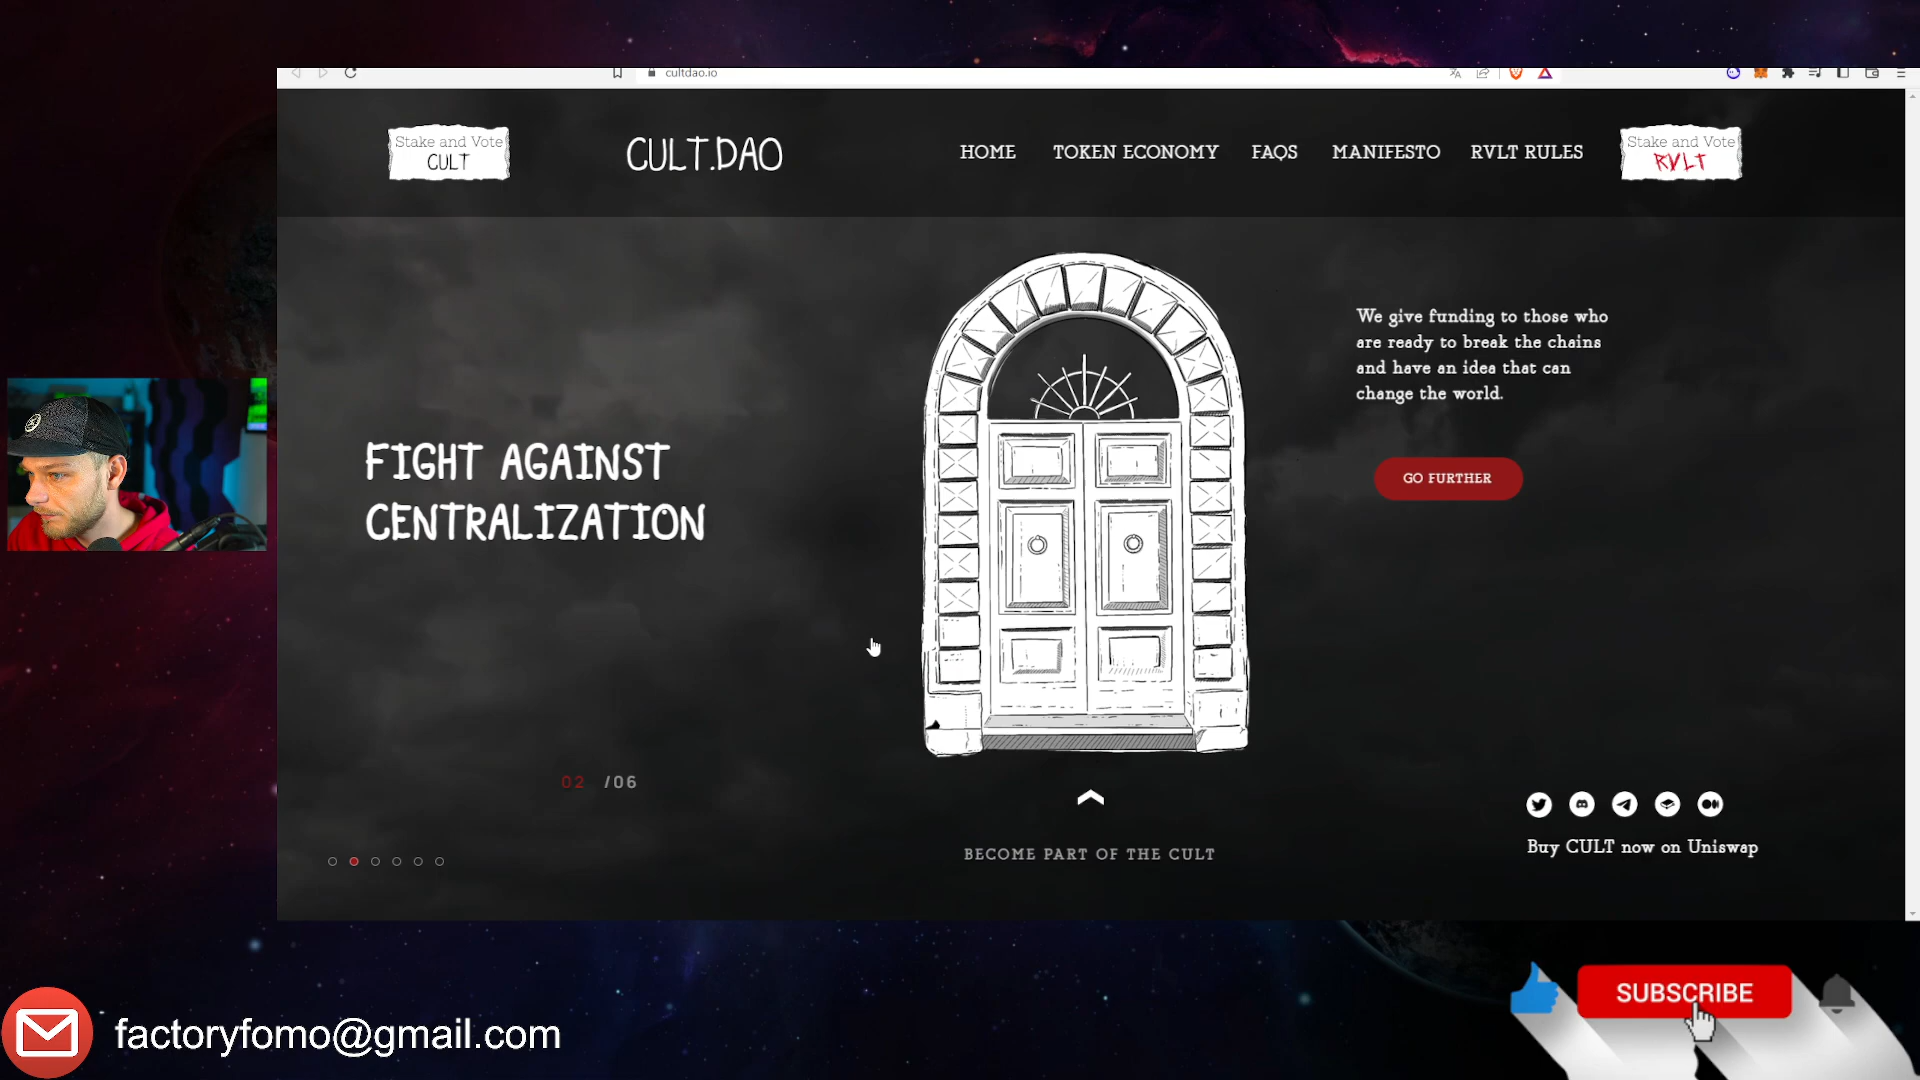 cultdao.io
Stake and Vote
CULT
CULT.DAO
HOME
TOKEN ECONOMY
FAQS
MANIFESTO
RVLT RULES
Stake and Vote
RVLT
We give funding to those who
are ready to break the chains
and have an idea that can
change the world.
GO FURTHER
FIGHT AGAINST
CENTRALIZATION
02 /06
BECOME PART OF THE CULT
Buy CULT now on Uniswap
SUBSCRIBE
factoryfomo@gmail.com